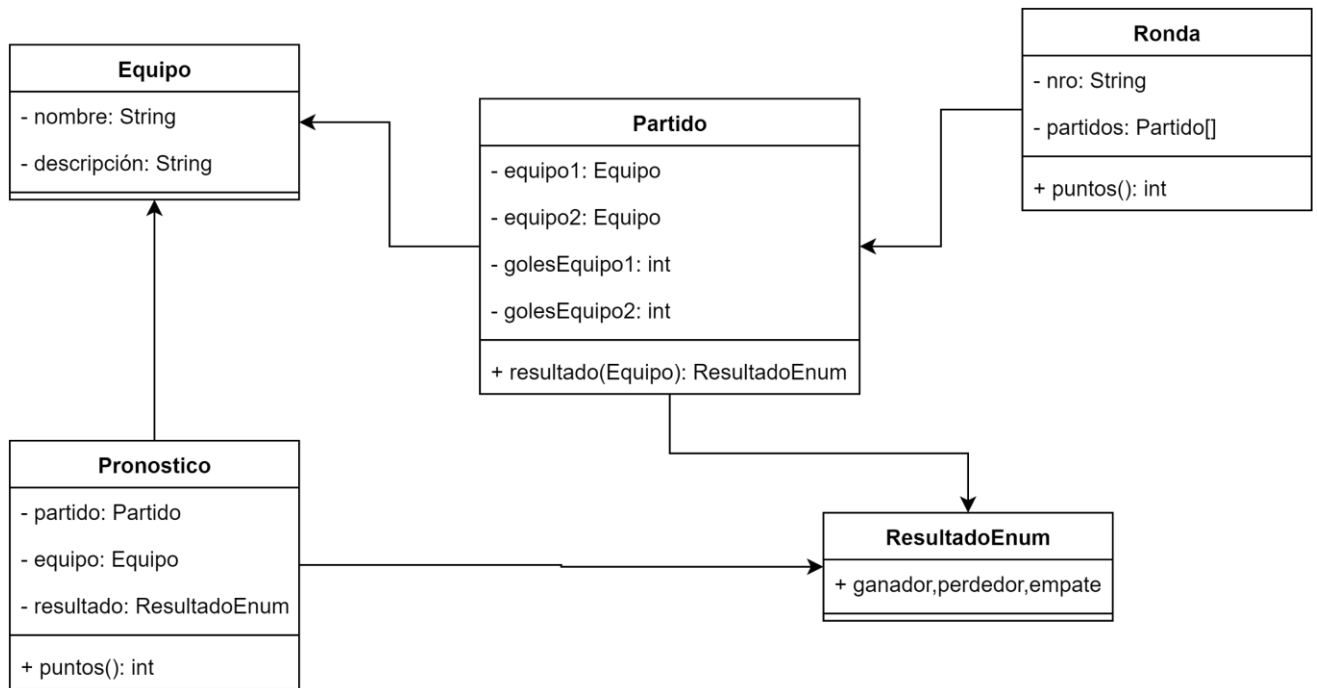 Equipo
- nombre: String
- descripción: String
Partido
- equipo1: Equipo
- equipo2: Equipo
- golesEquipo1: int
- golesEquipo2: int
+ resultado(Equipo): ResultadoEnum
Ronda
- nro: String
- partidos: Partido[]
+ puntos(): int
Pronostico
- partido: Partido
- equipo: Equipo
- resultado: ResultadoEnum
+ puntos(): int
ResultadoEnum
+ ganador,perdedor,empate